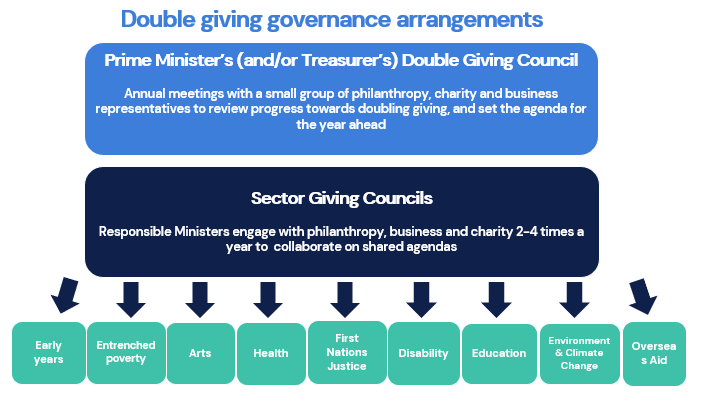 Double giving governance arrangements
Prime Minister's (and/or Treasurer's) Double Giving Council
Annual meetings with a small group of philanthropy, charity and business
representatives to review progress towards doubling giving, and set the agenda for
the year ahead
Sector Giving Councils
Responsible Ministers engage with philanthropy, business and charity 2-4 times a
year to collaborate on shared agendas
Early
years
Entrenched
poverty
Arts
Health
First
Nations
Justice
Disability
Education
Environment
& Climate
Change
Oversea
s Aid